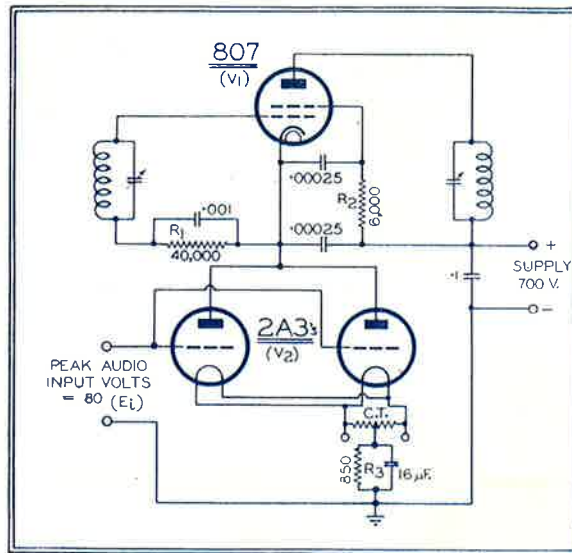 807
(V1)
.00025
R2
6,000
.001
R1
40,000
.00025
+
SUPPLY
700 V.
.1
−
2A3's
(V2)
PEAK AUDIO
INPUT VOLTS
= 80 (Ei)
C.T.
850
R3
16µF.